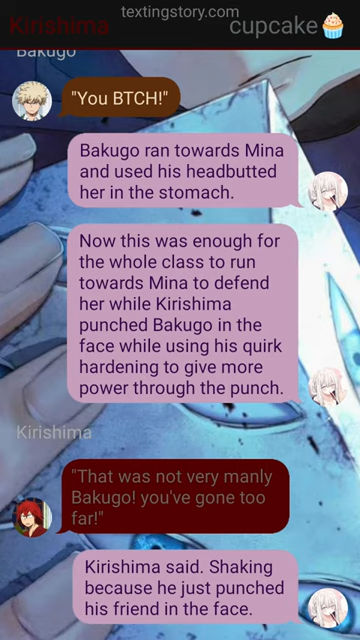 textingstory.com
Kirishima
cupcake🧁
Bakugo
"You BTCH!"
Bakugo ran towards Mina
and used his headbutted
her in the stomach.
Now this was enough for
the whole class to run
towards Mina to defend
her while Kirishima
punched Bakugo in the
face while using his quirk
hardening to give more
power through the punch.
Kirishima
"That was not very manly
Bakugo! you've gone too
far!"
Kirishima said. Shaking
because he just punched
his friend in the face.